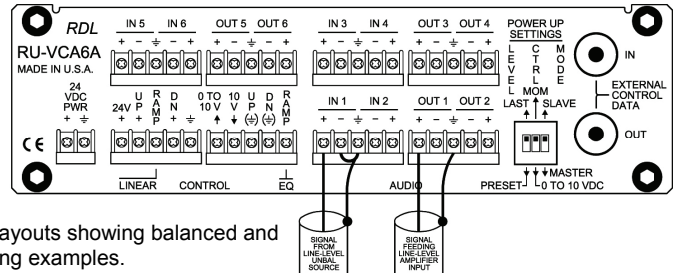 RDL
RU-VCA6A
MADE IN U.S.A.
IN 5 IN 6 OUT 5 OUT 6 IN 3 IN 4 OUT 3 OUT 4
+ - ⏚ - + + - ⏚ - + + - ⏚ - + + - ⏚ - +
POWER UP
SETTINGS
LEVEL CTRL MODE
IN
EXTERNAL
CONTROL
DATA
OUT
24
VDC
PWR
+ ⏚
24V UP + RAMP DN + ⏚
0 TO 10V 10V UP (⏚) DN (⏚) RAMP
IN 1 IN 2 OUT 1 OUT 2
+ - ⏚ - + + - ⏚ - +
MOM
LAST SLAVE
CE
LINEAR CONTROL EQ AUDIO
MASTER
PRESET 0 TO 10 VDC
SIGNAL
FROM
LINE-LEVEL
UNBAL
SOURCE
SIGNAL
FEEDING
LINE-LEVEL
AMPLIFIER
INPUT
ayouts showing balanced and
ng examples.